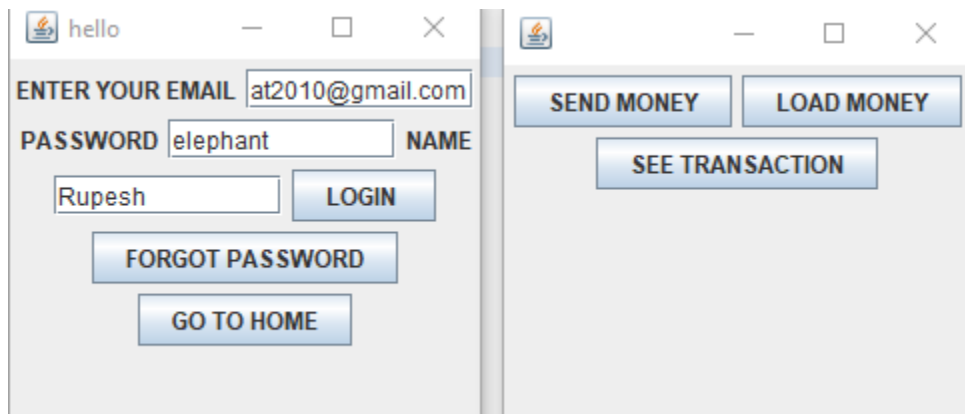 hello
ENTER YOUR EMAIL at2010@gmail.com
PASSWORD elephant NAME
Rupesh LOGIN
FORGOT PASSWORD
GO TO HOME
SEND MONEY LOAD MONEY
SEE TRANSACTION